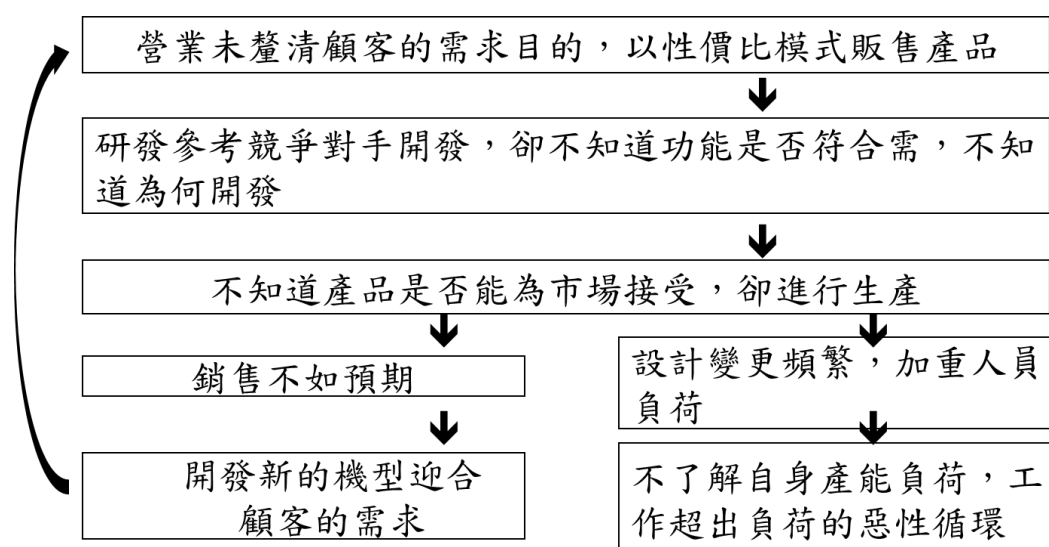 營業未釐清顧客的需求目的，以性價比模式販售產品
研發參考競爭對手開發，卻不知道功能是否符合需，不知
道為何開發
不知道產品是否能為市場接受，卻進行生產
銷售不如預期
設計變更頻繁，加重人員
負荷
開發新的機型迎合
顧客的需求
不了解自身產能負荷，工
作超出負荷的惡性循環